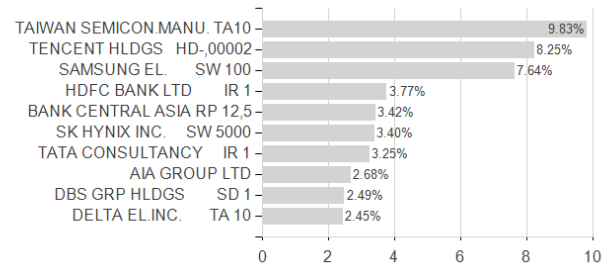 TAIWAN SEMICON.MANU. TA10 9.83%
TENCENT HLDGS HD-,00002 8.25%
SAMSUNG EL. SW 100 7.64%
HDFC BANK LTD IR 1 3.77%
BANK CENTRAL ASIA RP 12,5 3.42%
SK HYNIX INC. SW 5000 3.40%
TATA CONSULTANCY IR 1 3.25%
AIA GROUP LTD 2.68%
DBS GRP HLDGS SD 1 2.49%
DELTA EL.INC. TA 10 2.45%
0 2 4 6 8 10